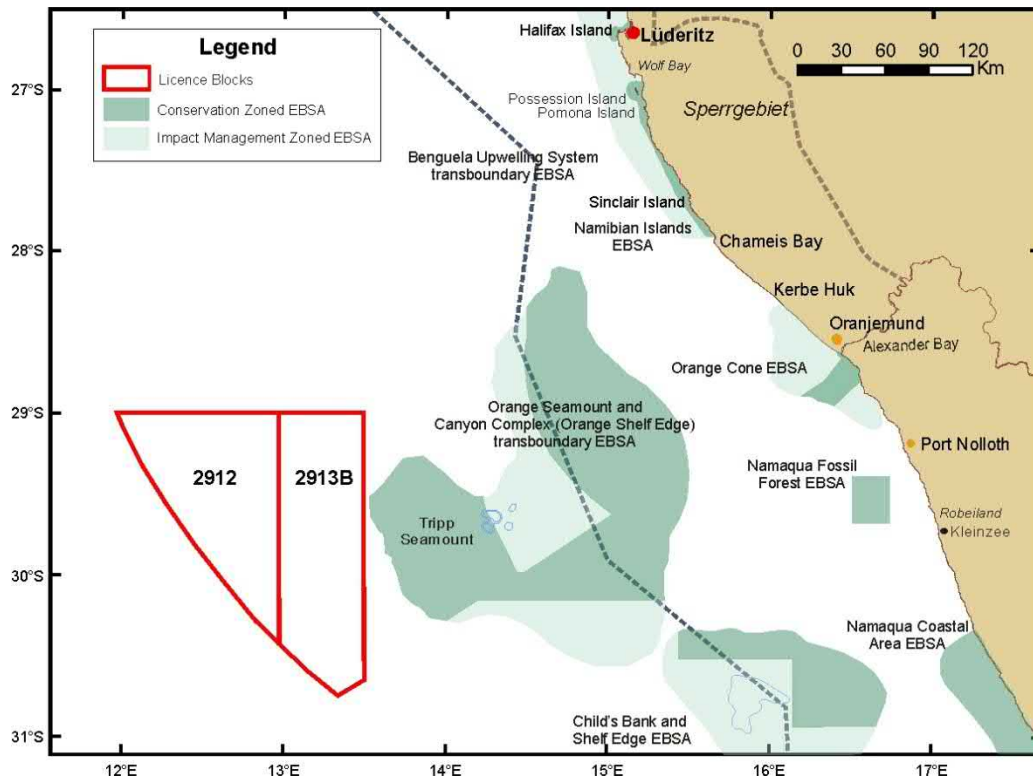 Legend
Licence Blocks
Conservation Zoned EBSA
Impact Management Zoned EBSA
Halifax Island
Lüderitz
Wolf Bay
0 30 60 90 120
Km
27°S
Possession Island
Pomona Island
Sperrgebiet
Benguela Upwelling System
transboundary EBSA
Sinclair Island
Namibian Islands
EBSA
Chameis Bay
28°S
Kerbe Huk
Oranjemund
Alexander Bay
Orange Cone EBSA
29°S
Orange Seamount and
Canyon Complex (Orange Shelf Edge)
transboundary EBSA
2912
2913B
Port Nolloth
Namaqua Fossil
Forest EBSA
Tripp
Seamount
Robeiland
Kleinzee
30°S
Namaqua Coastal
Area EBSA
Child's Bank and
Shelf Edge EBSA
31°S
12°E 13°E 14°E 15°E 16°E 17°E